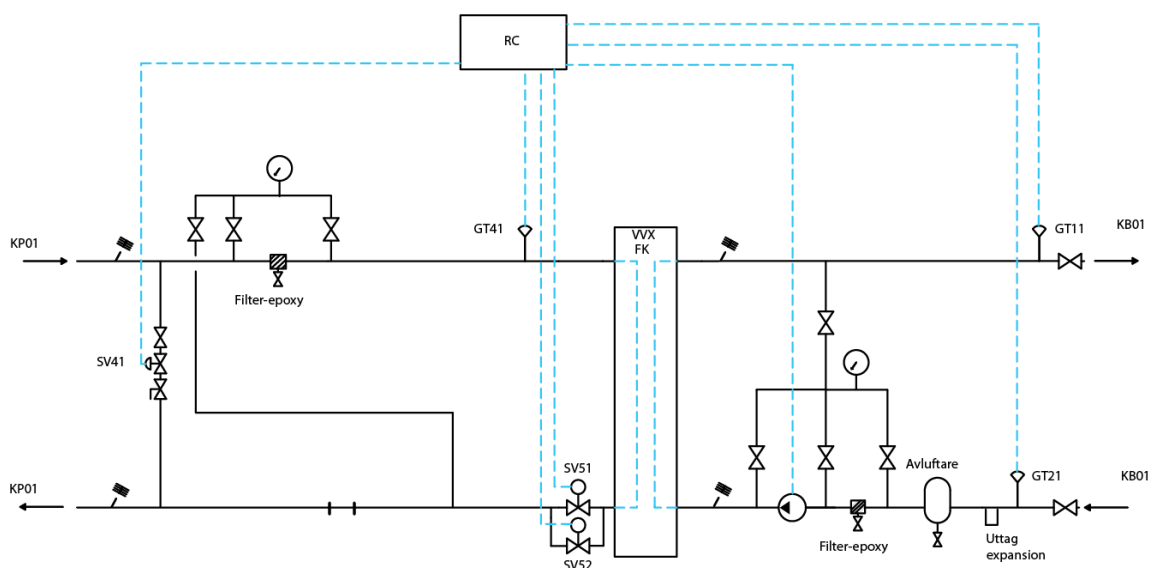 RC
KP01
GT41
VVX
FK
GT11
KB01
Filter-epoxy
SV41
KP01
SV51
SV52
Avluftare
GT21
KB01
Filter-epoxy
Uttag
expansion